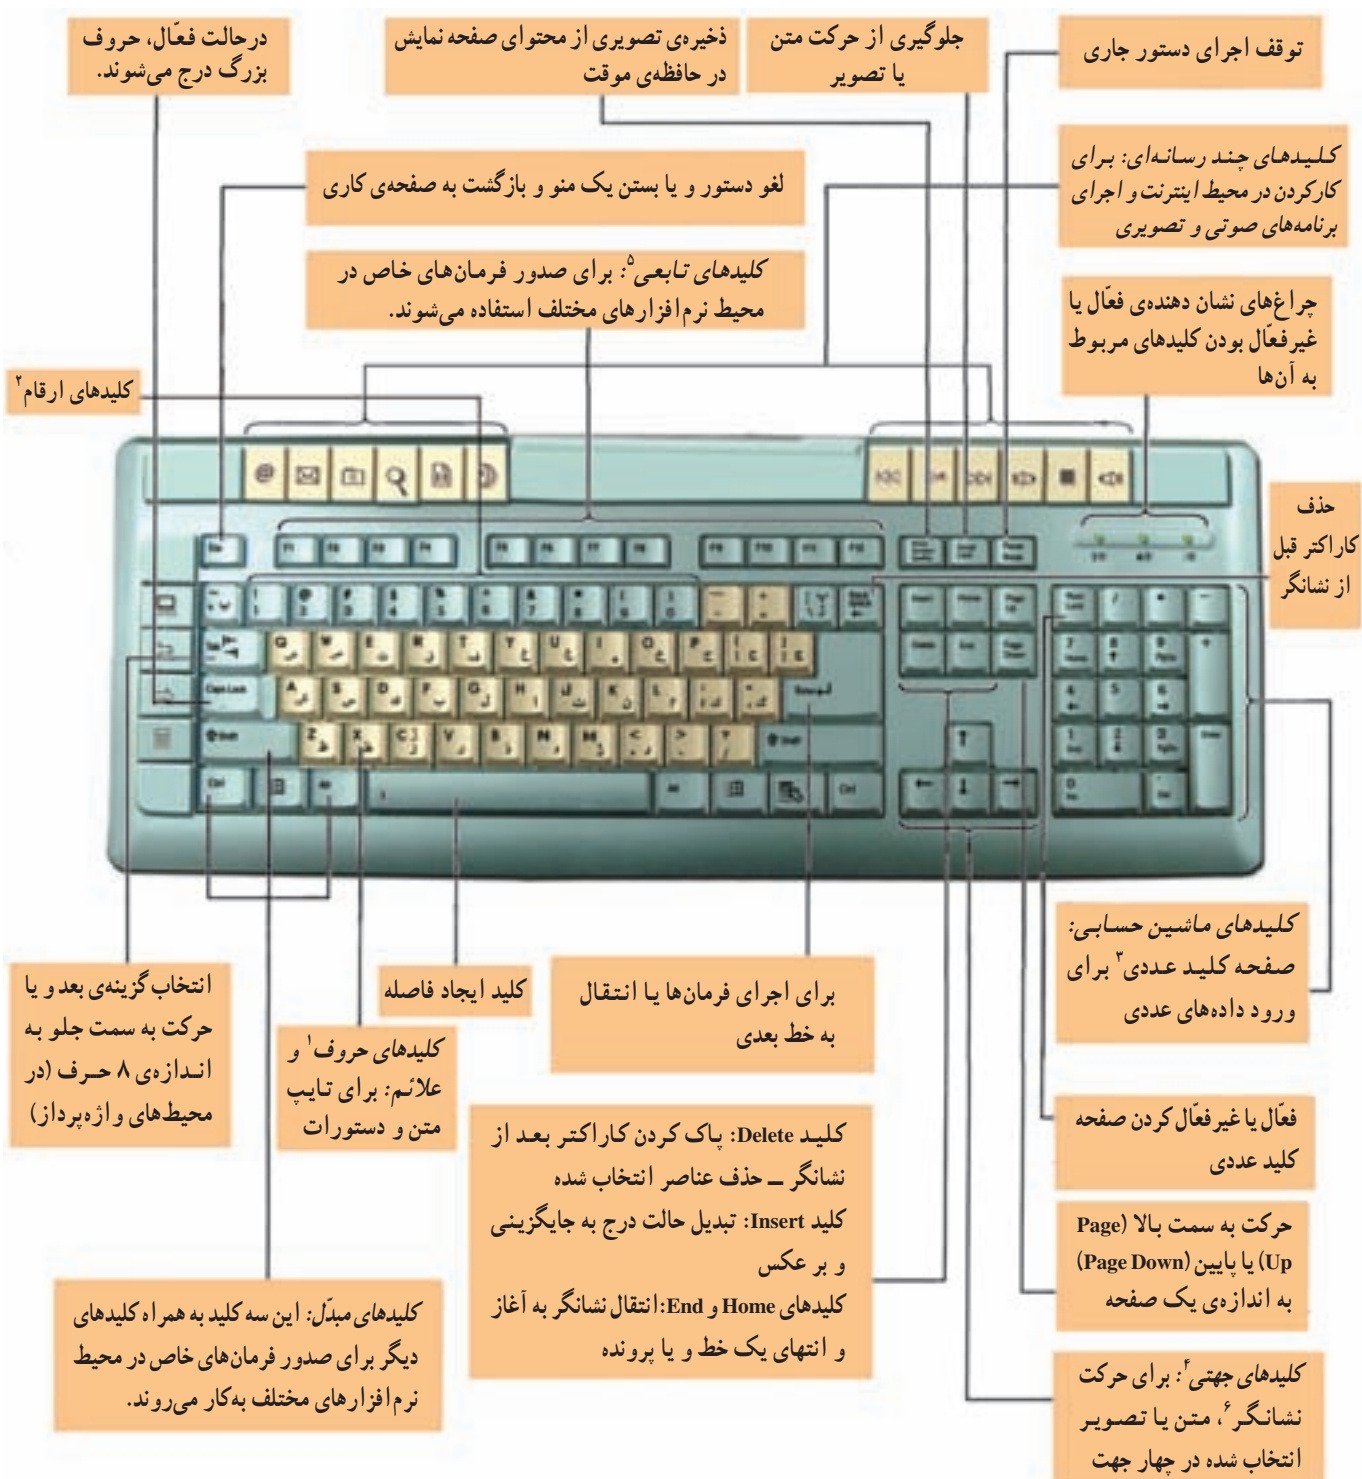 توقف اجرای دستور جاری
جلوگیری از حرکت متن
یا تصویر
ذخیره‌ی تصویری از محتوای صفحه نمایش
در حافظه‌ی موقت
درحالت فعّال، حروف
بزرگ درج می‌شوند.
کلیدهای چند رسانه‌ای: برای
کارکردن در محیط اینترنت و اجرای
برنامه‌های صوتی و تصویری
لغو دستور و یا بستن یک منو و بازگشت به صفحه‌ی کاری
کلیدهای تابعی۵: برای صدور فرمان‌های خاص در
محیط نرم‌افزارهای مختلف استفاده می‌شوند.
چراغ‌های نشان دهنده‌ی فعّال یا
غیرفعّال بودن کلیدهای مربوط
به آن‌ها
کلیدهای ارقام۲
حذف
کاراکتر قبل
از نشانگر
کلیدهای ماشین حسابی:
صفحه کلید عددی۳ برای
ورود داده‌های عددی
برای اجرای فرمان‌ها یا انتقال
به خط بعدی
کلید ایجاد فاصله
کلیدهای حروف۱ و
علائم: برای تایپ
متن و دستورات
انتخاب گزینه‌ی بعد و یا
حرکت به سمت جلو به
اندازه‌ی ۸ حرف (در
محیط‌های واژه‌پرداز)
فعّال یا غیرفعّال کردن صفحه
کلید عددی
کلید Delete: پاک کردن کاراکتر بعد از
نشانگر ــ حذف عناصر انتخاب شده
کلید Insert: تبدیل حالت درج به جایگزینی
و بر عکس
کلیدهای Home و End:انتقال نشانگر به آغاز
و انتهای یک خط و یا پرونده
حرکت به سمت بالا (Page
Up) یا پایین (Page Down)
به اندازه‌ی یک صفحه
کلیدهای مبدّل: این سه کلید به همراه کلیدهای
دیگر برای صدور فرمان‌های خاص در محیط
نرم‌افزارهای مختلف به‌کار می‌روند.
کلیدهای جهتی۴: برای حرکت
نشانگر۶، متن یا تصویر
انتخاب شده در چهار جهت